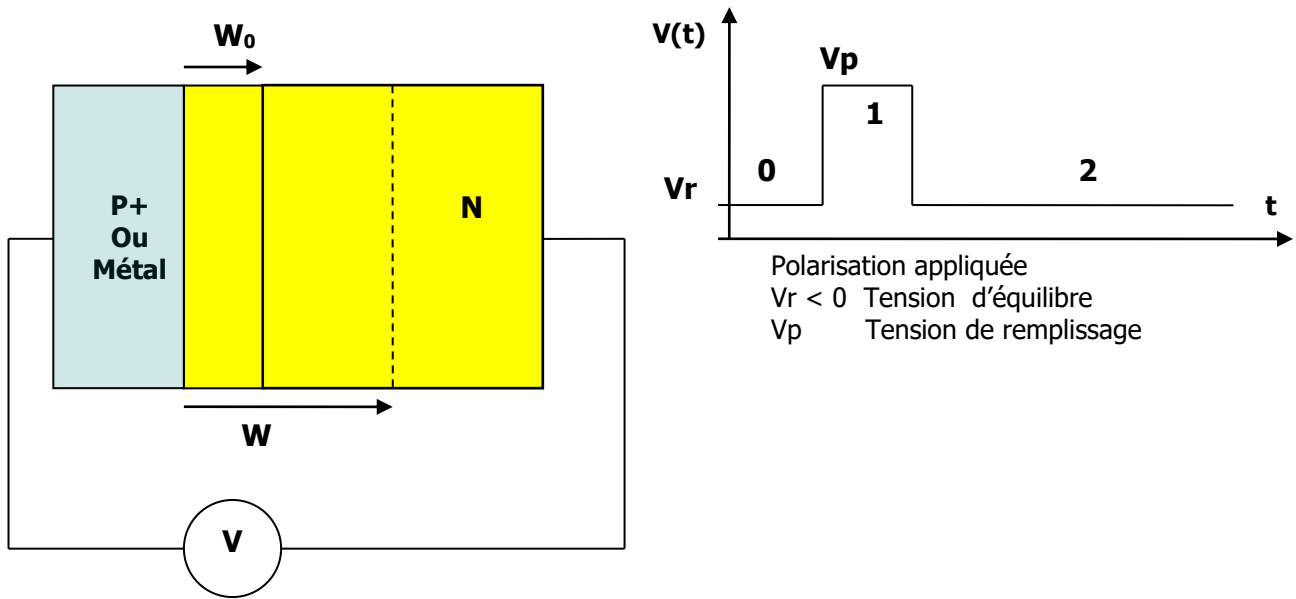 W₀
P+
Ou
Métal
N
W
V
V(t)
Vp
1
0
2
Vr
t
Polarisation appliquée
Vr < 0 Tension d’équilibre
Vp Tension de remplissage